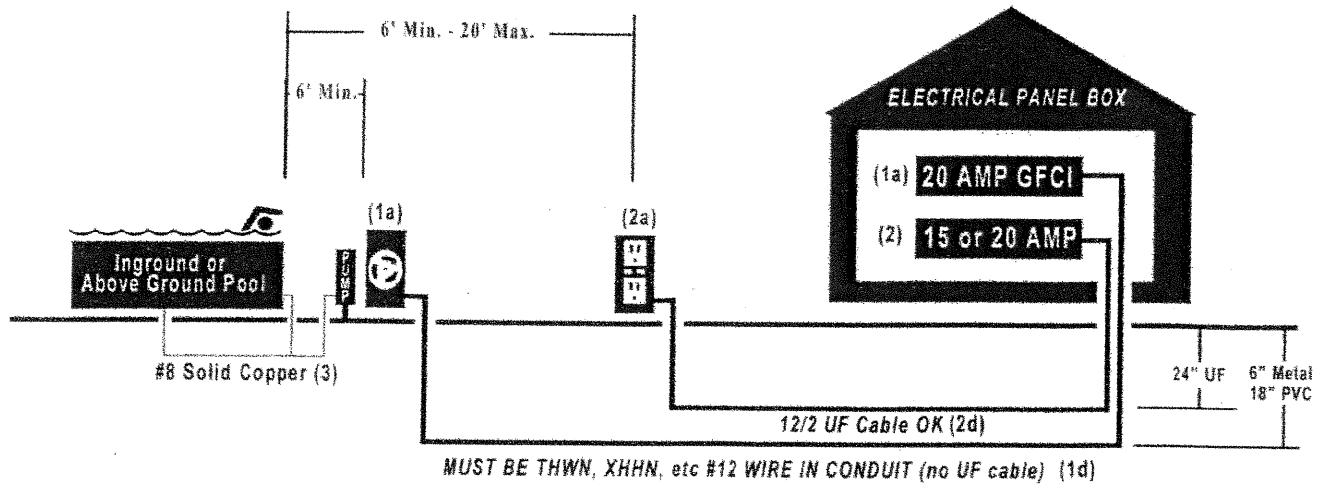 6' Min. - 20' Max.
6' Min.
ELECTRICAL PANEL BOX
(1a) 20 AMP GFCI
(2) 15 or 20 AMP
(1a)
(2a)
PUMP
Inground or
Above Ground Pool
#8 Solid Copper (3)
24" UF
6" Metal
18" PVC
12/2 UF Cable OK (2d)
MUST BE THWN, XHHN, etc #12 WIRE IN CONDUIT (no UF cable) (1d)